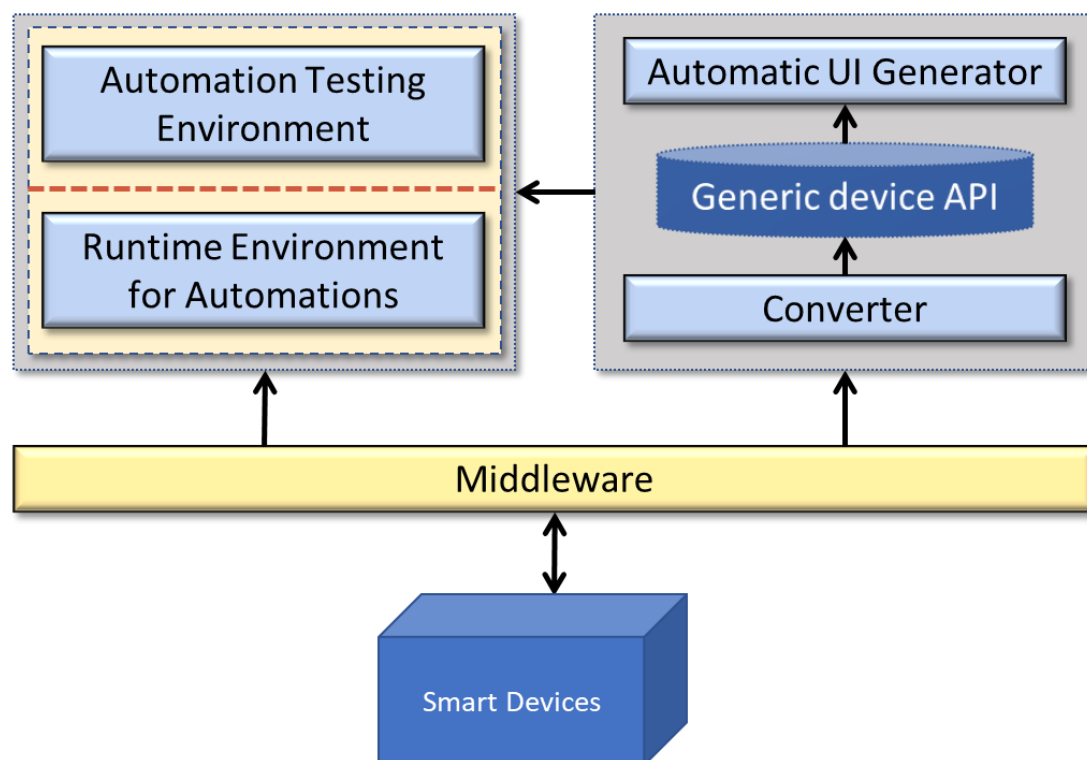 Automation Testing
Environment
Runtime Environment
for Automations
Automatic UI Generator
Generic device API
Converter
Middleware
Smart Devices